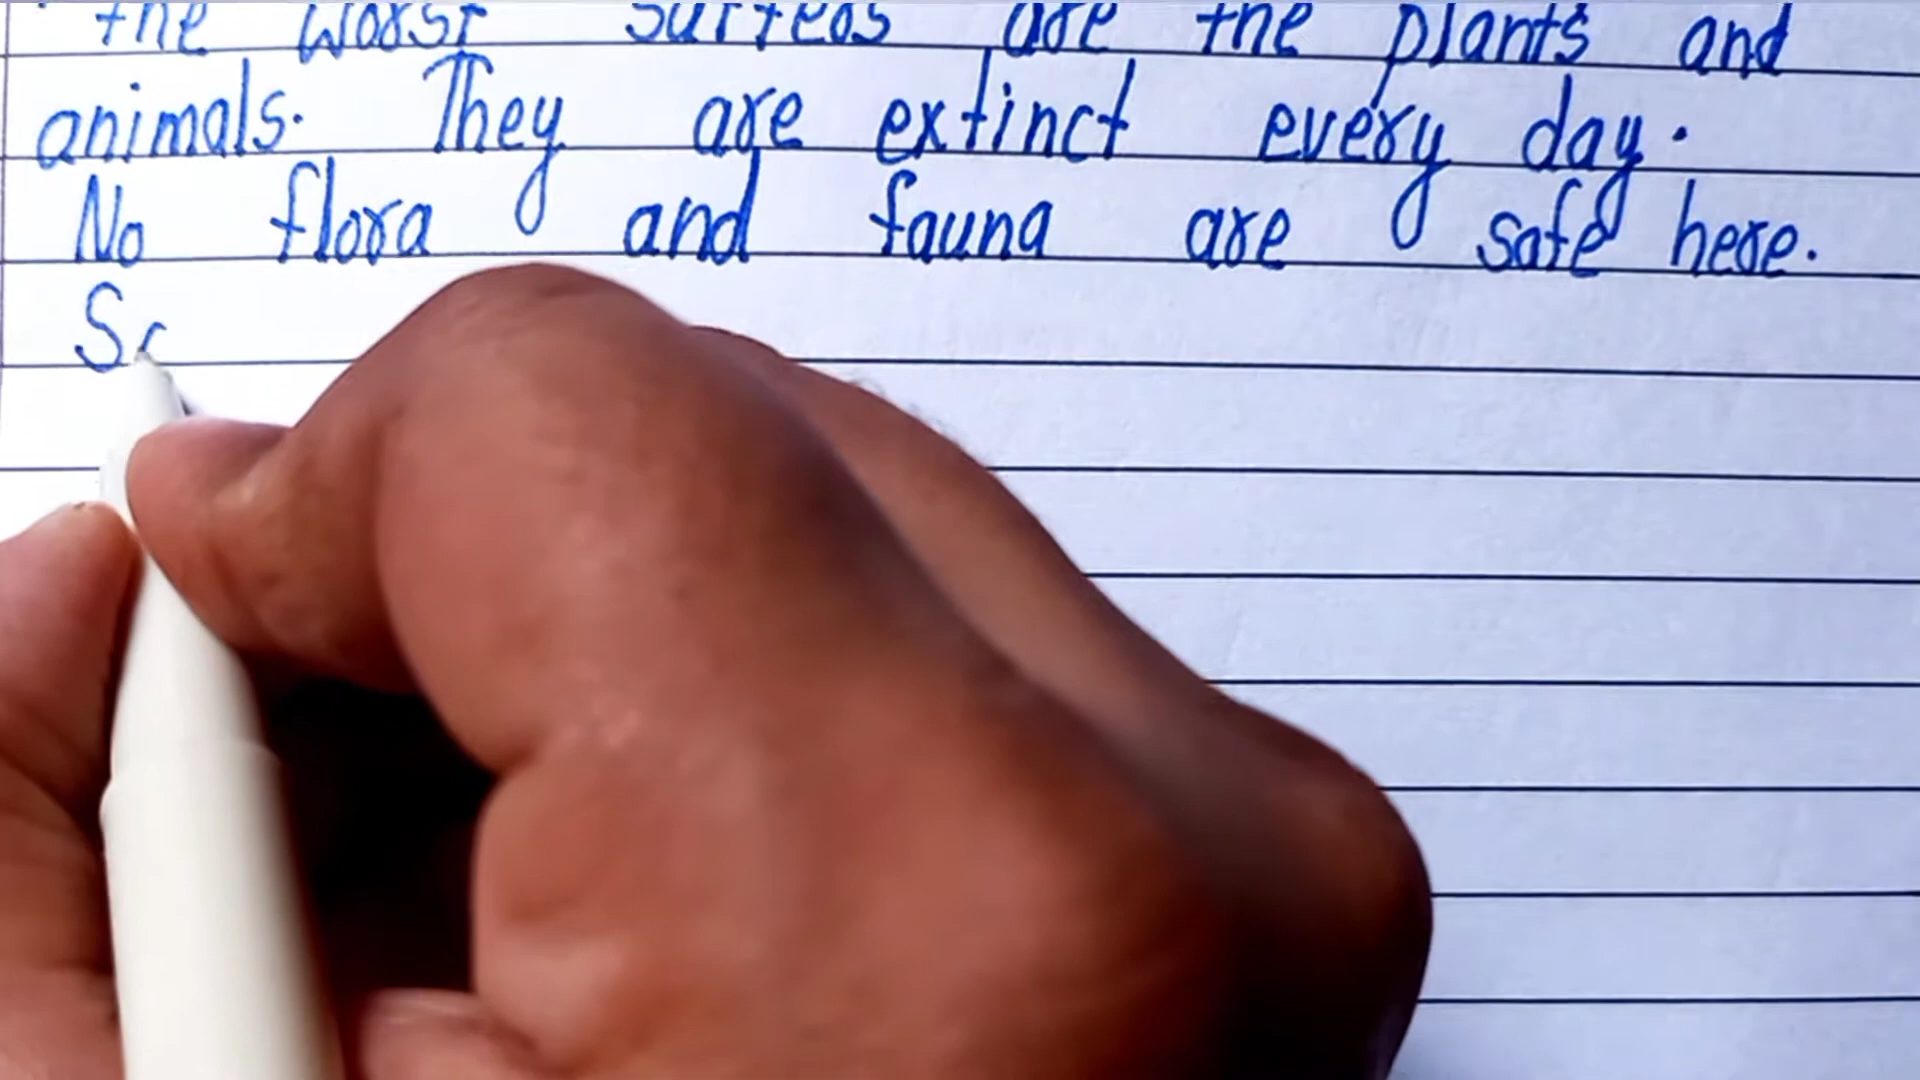 the worst surfeos are the plants and
animals. They are extinct every day.
No flora and fauna are safe here.
S